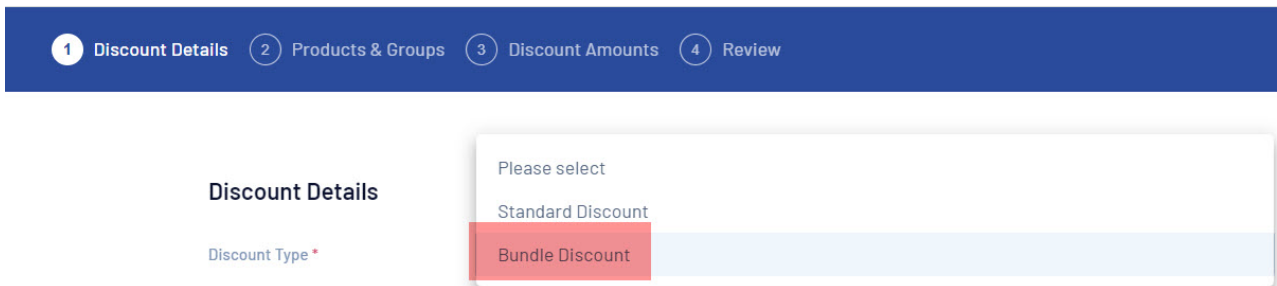 1 Discount Details 2 Products & Groups 3 Discount Amounts 4 Review
Please select
Discount Details
Standard Discount
Discount Type *
Bundle Discount